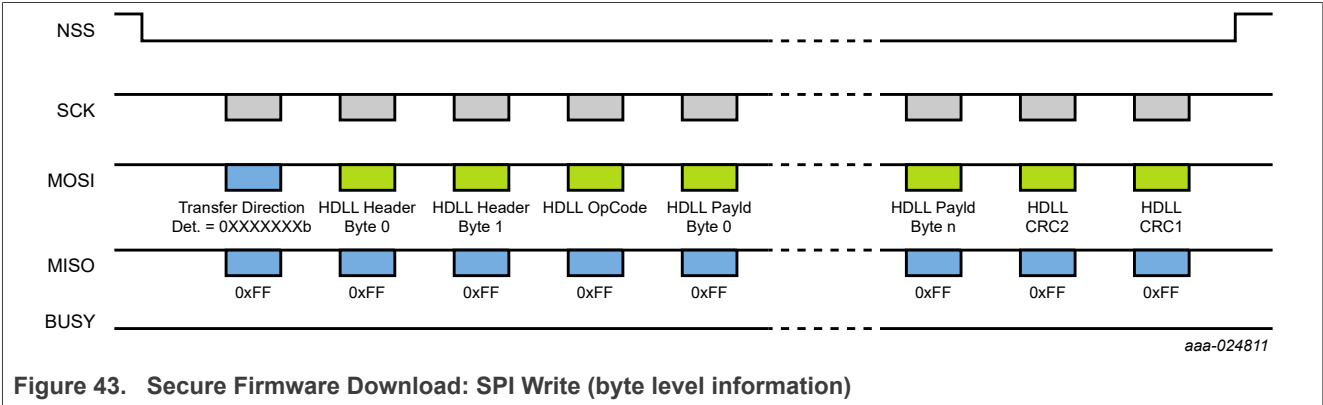 NSS
SCK
MOSI
Transfer Direction HDLL Header HDLL Header HDLL OpCode HDLL Payld HDLL Payld HDLL HDLL
Det. = 0XXXXXXXb Byte 0 Byte 1 Byte 0 Byte n CRC2 CRC1
MISO
0xFF 0xFF 0xFF 0xFF 0xFF 0xFF 0xFF 0xFF
BUSY
aaa-024811
Figure 43. Secure Firmware Download: SPI Write (byte level information)